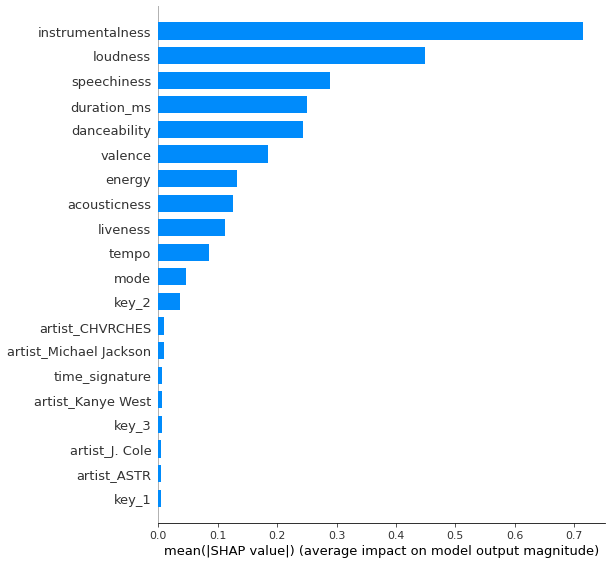 instrumentalness
loudness
speechiness
duration_ms
danceability
valence
energy
acousticness
liveness
tempo
mode
key_2
artist_CHVRCHES
artist_Michael Jackson
time_signature
artist_Kanye West
key_3
artist_J. Cole
artist_ASTR
key_1
0.0 0.1 0.2 0.3 0.4 0.5 0.6 0.7
mean(|SHAP value|) (average impact on model output magnitude)